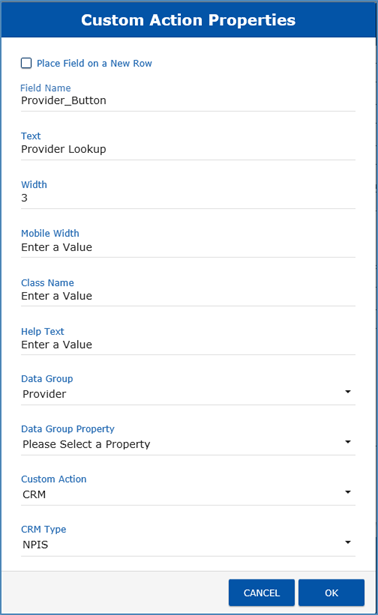 Custom Action Properties
Place Field on a New Row
Field Name
Provider_Button
Text
Provider Lookup
Width
3
Mobile Width
Enter a Value
Class Name
Enter a Value
Help Text
Enter a Value
Data Group
Provider
Data Group Property
Please Select a Property
Custom Action
CRM
CRM Type
NPIS
CANCEL OK